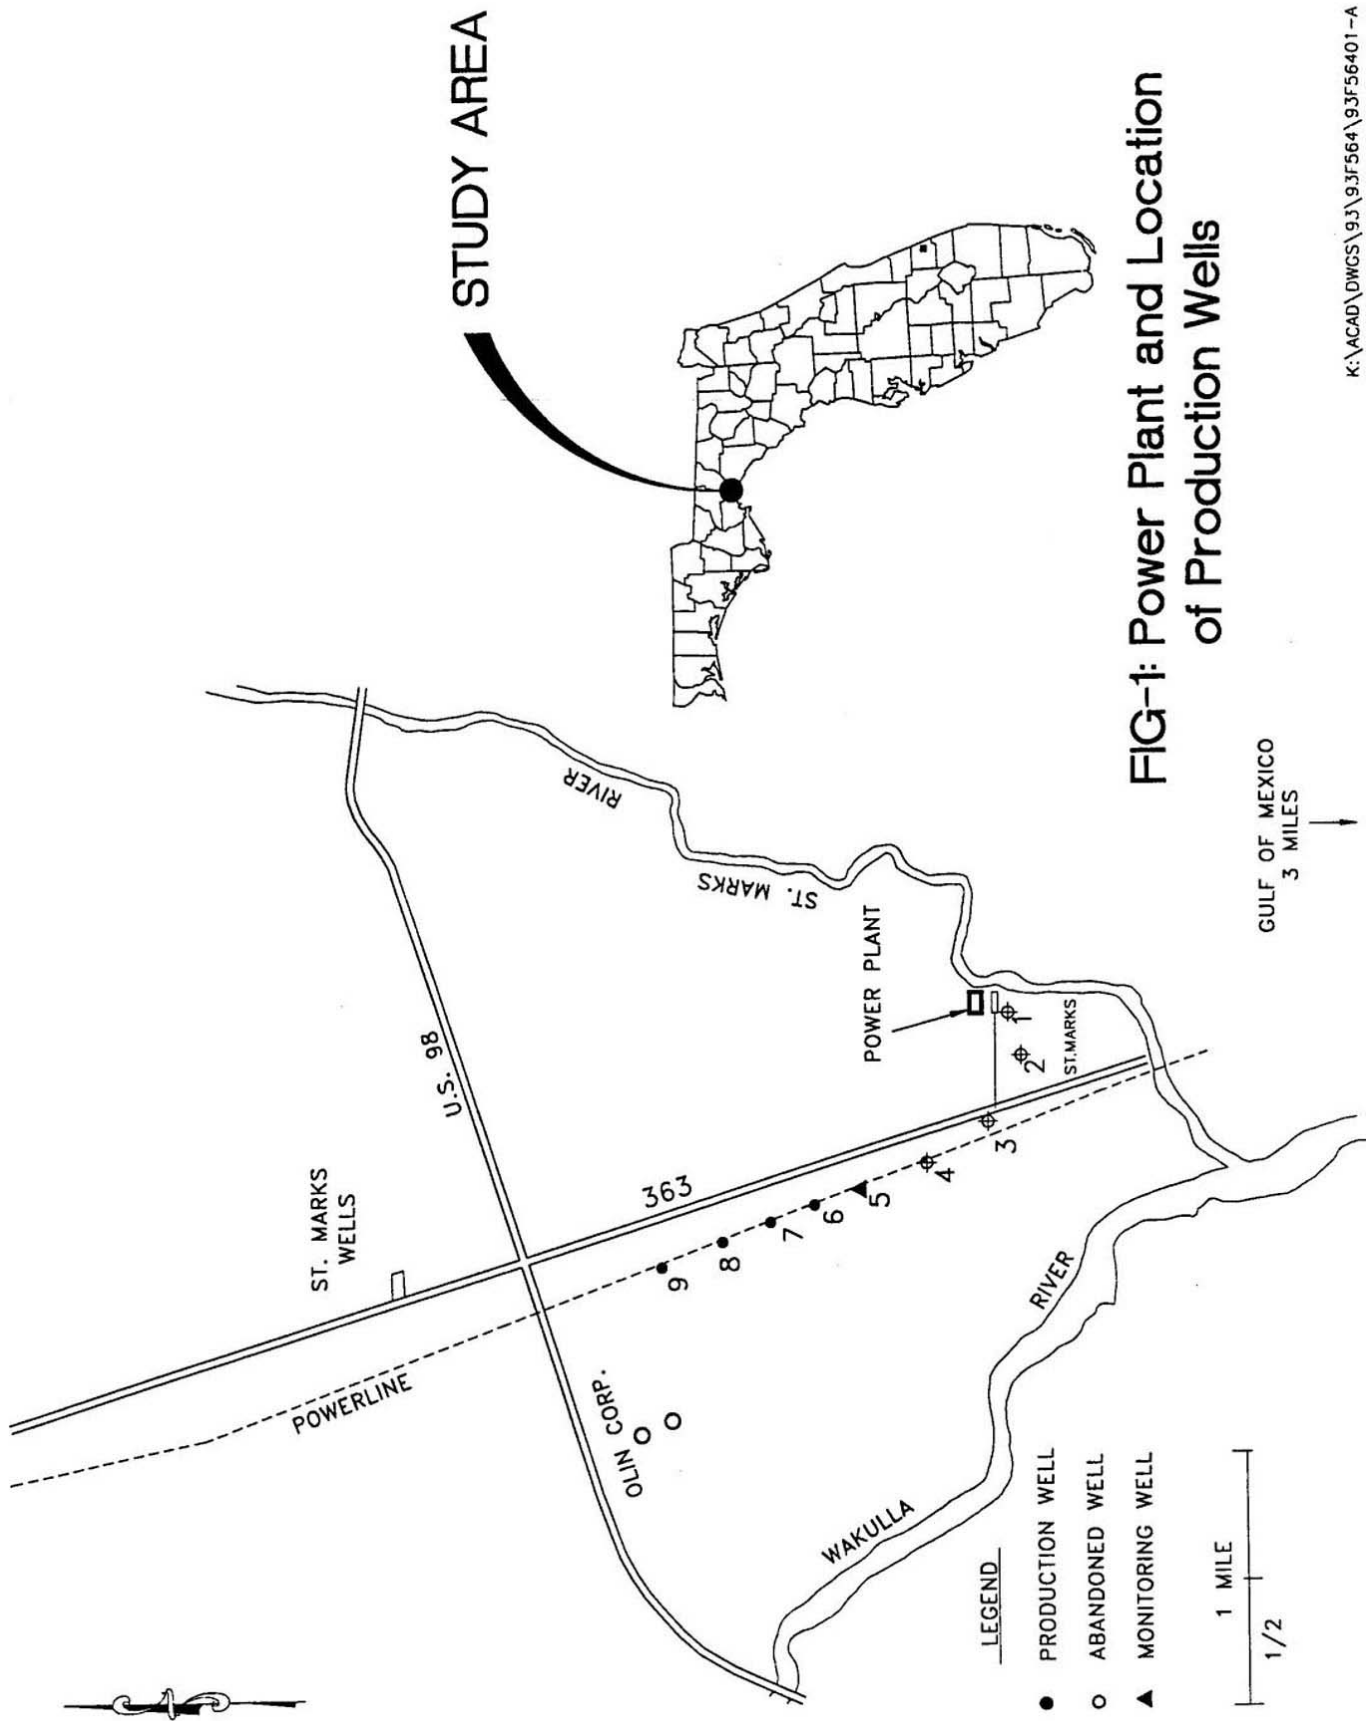 STUDY AREA
ST. MARKS
WELLS
U.S. 98
POWERLINE
363
RIVER
ST. MARKS
OLIN CORP.
9
8
7
6
5
4
3
2
1
POWER PLANT
ST.MARKS
RIVER
WAKULLA
GULF OF MEXICO
3 MILES
LEGEND
PRODUCTION WELL
ABANDONED WELL
MONITORING WELL
1 MILE
1/2
FIG-1: Power Plant and Location
of Production Wells
K:\ACAD\DWGS\93\93F564\93F56401-A